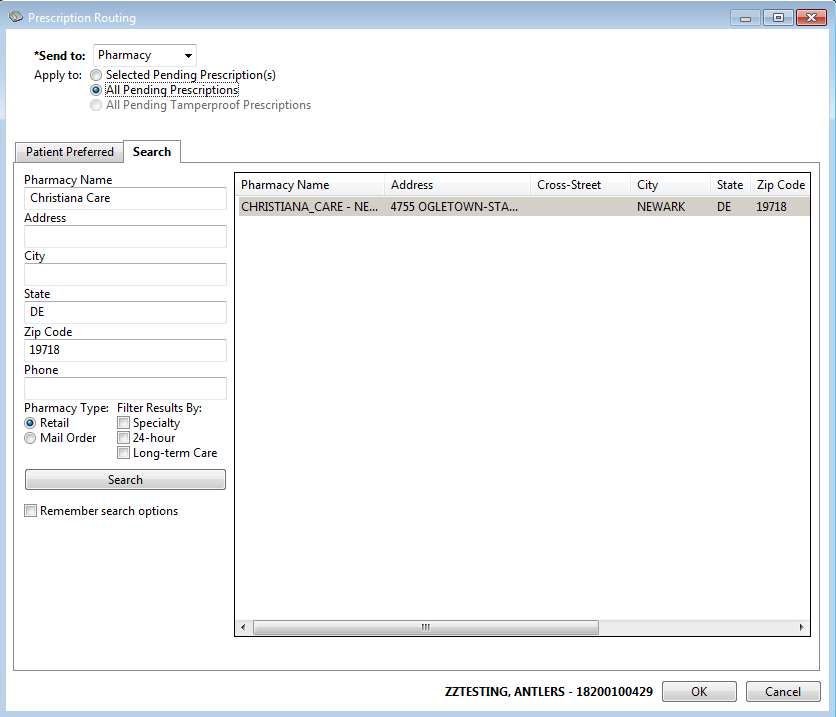 Prescription Routing
*Send to: Pharmacy
Apply to: Selected Pending Prescription(s)
All Pending Prescriptions
All Pending Tamperproof Prescriptions
Patient Preferred Search
Pharmacy Name
Christiana Care
Address
City
State
DE
Zip Code
19718
Phone
Pharmacy Type: Filter Results By:
Retail Specialty
Mail Order 24-hour
Long-term Care
Search
Remember search options
Pharmacy Name Address Cross-Street City State Zip Code
CHRISTIANA_CARE - NE... 4755 OGLETOWN-STA... NEWARK DE 19718
ZZTESTING, ANTLERS - 18200100429 OK Cancel